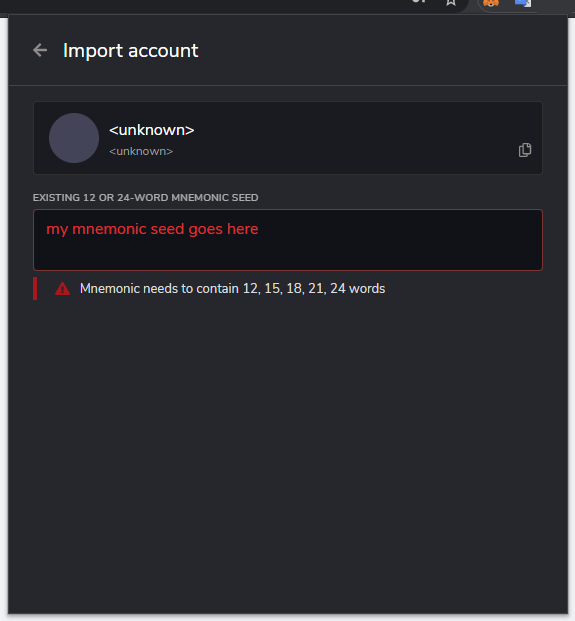 Import account
<unknown>
<unknown>
EXISTING 12 OR 24-WORD MNEMONIC SEED
my mnemonic seed goes here
Mnemonic needs to contain 12, 15, 18, 21, 24 words